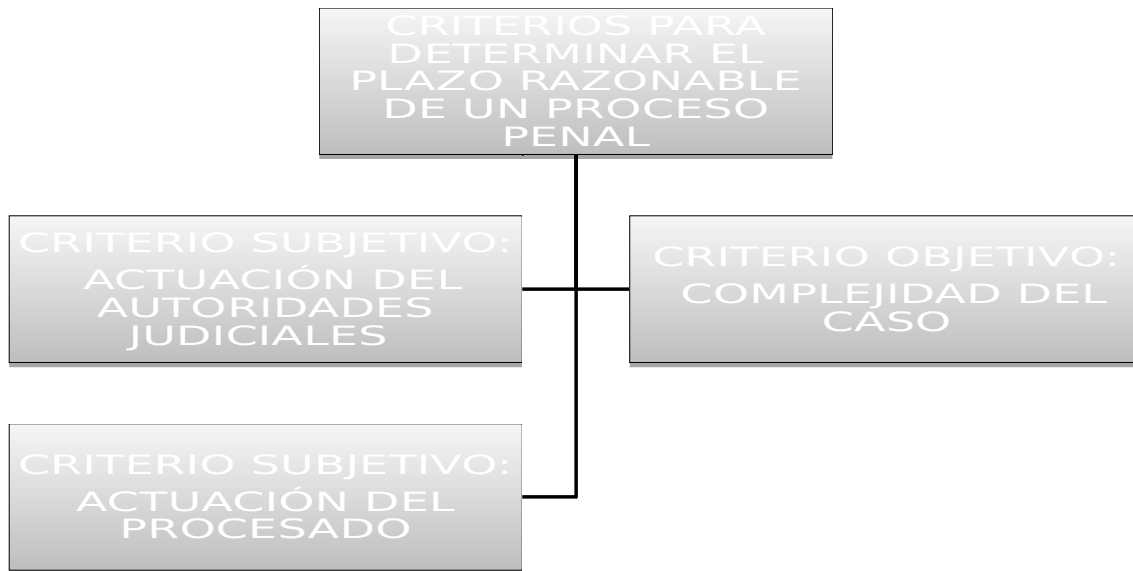 CRITERIOS PARA
DETERMINAR EL
PLAZO RAZONABLE
DE UN PROCESO
PENAL
CRITERIO SUBJETIVO:
ACTUACIÓN DEL
AUTORIDADES
JUDICIALES
CRITERIO OBJETIVO:
COMPLEJIDAD DEL
CASO
CRITERIO SUBJETIVO:
ACTUACIÓN DEL
PROCESADO